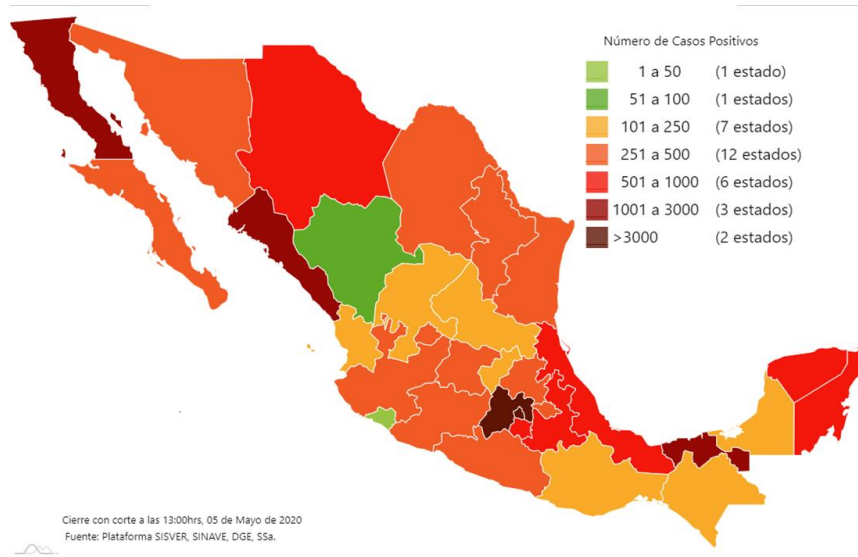 Número de Casos Positivos
1 a 50 (1 estado)
51 a 100 (1 estados)
101 a 250 (7 estados)
251 a 500 (12 estados)
501 a 1000 (6 estados)
1001 a 3000 (3 estados)
>3000 (2 estados)
Cierre con corte a las 13:00hrs, 05 de Mayo de 2020
Fuente: Plataforma SISVER, SINAVE, DGE, SSa.